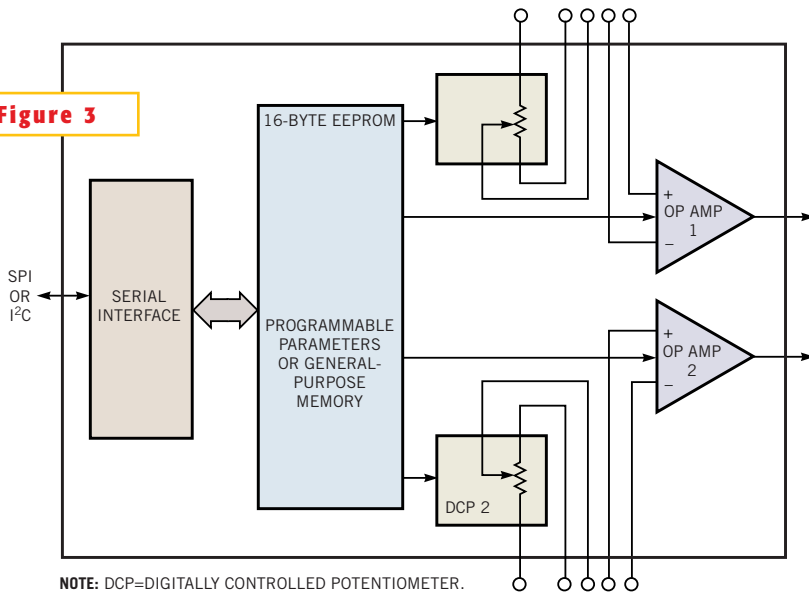 Figure 3
16-BYTE EEPROM
PROGRAMMABLE
PARAMETERS
OR GENERAL-
PURPOSE
MEMORY
SPI
OR
I²C
SERIAL
INTERFACE
+
OP AMP
1
−
+
OP AMP
2
−
DCP 2
NOTE: DCP=DIGITALLY CONTROLLED POTENTIOMETER.